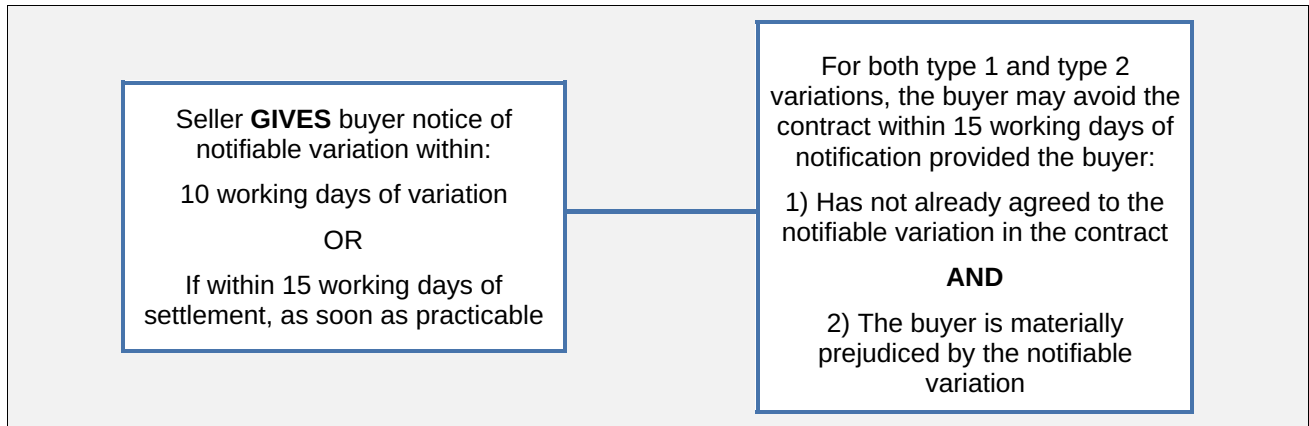 Seller GIVES buyer notice of
notifiable variation within:
10 working days of variation
OR
If within 15 working days of
settlement, as soon as practicable
For both type 1 and type 2
variations, the buyer may avoid the
contract within 15 working days of
notification provided the buyer:
1) Has not already agreed to the
notifiable variation in the contract
AND
2) The buyer is materially
prejudiced by the notifiable
variation